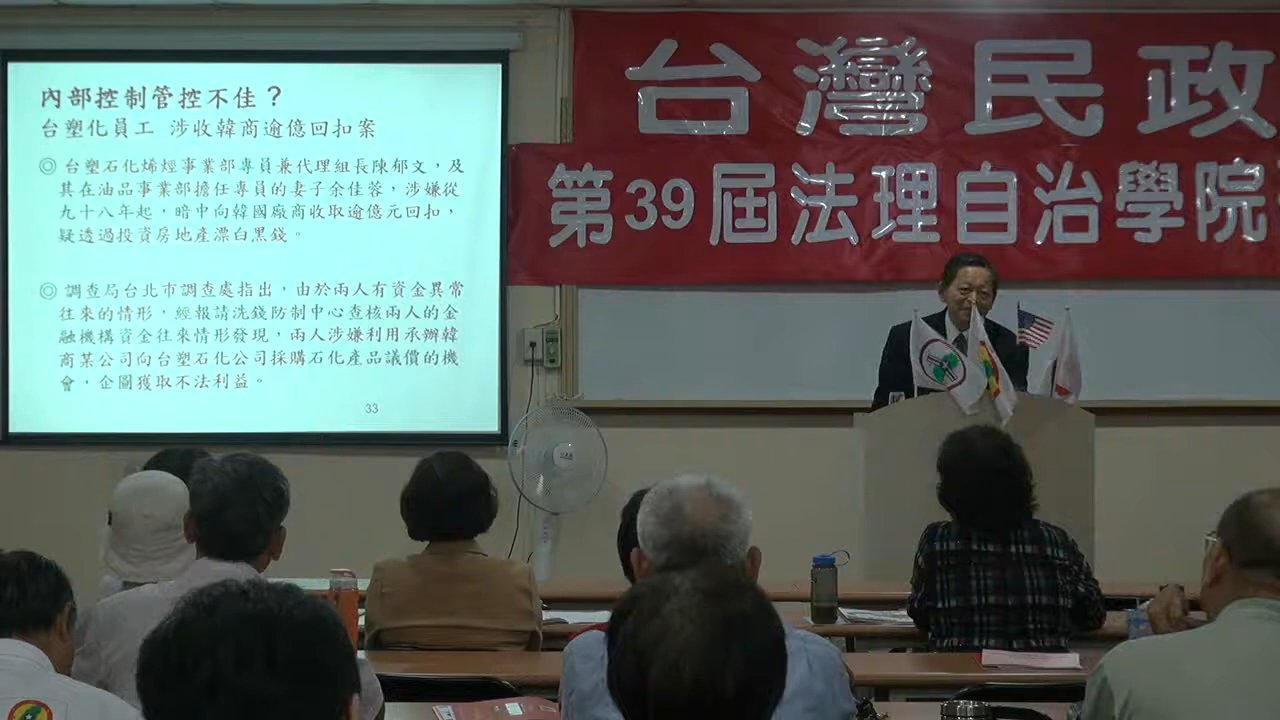 內部控制管控不佳？
台塑化員工 涉收韓商逾億回扣案
◎ 台塑石化烯烴事業部專員兼代理組長陳郁文，及
其在油品事業部擔任專員的妻子余佳蓉，涉嫌從
九十八年起，暗中向韓國廠商收取逾億元回扣，
疑透過投資房地產漂白黑錢。
◎ 調查局台北市調查處指出，由於兩人有資金異常
往來的情形，經報請洗錢防制中心查核兩人的金
融機構資金往來情形發現，兩人涉嫌利用承辦韓
商某公司向台塑石化公司採購石化產品議價的機
會，企圖獲取不法利益。
33
台灣民政
第39屆法理自治學院